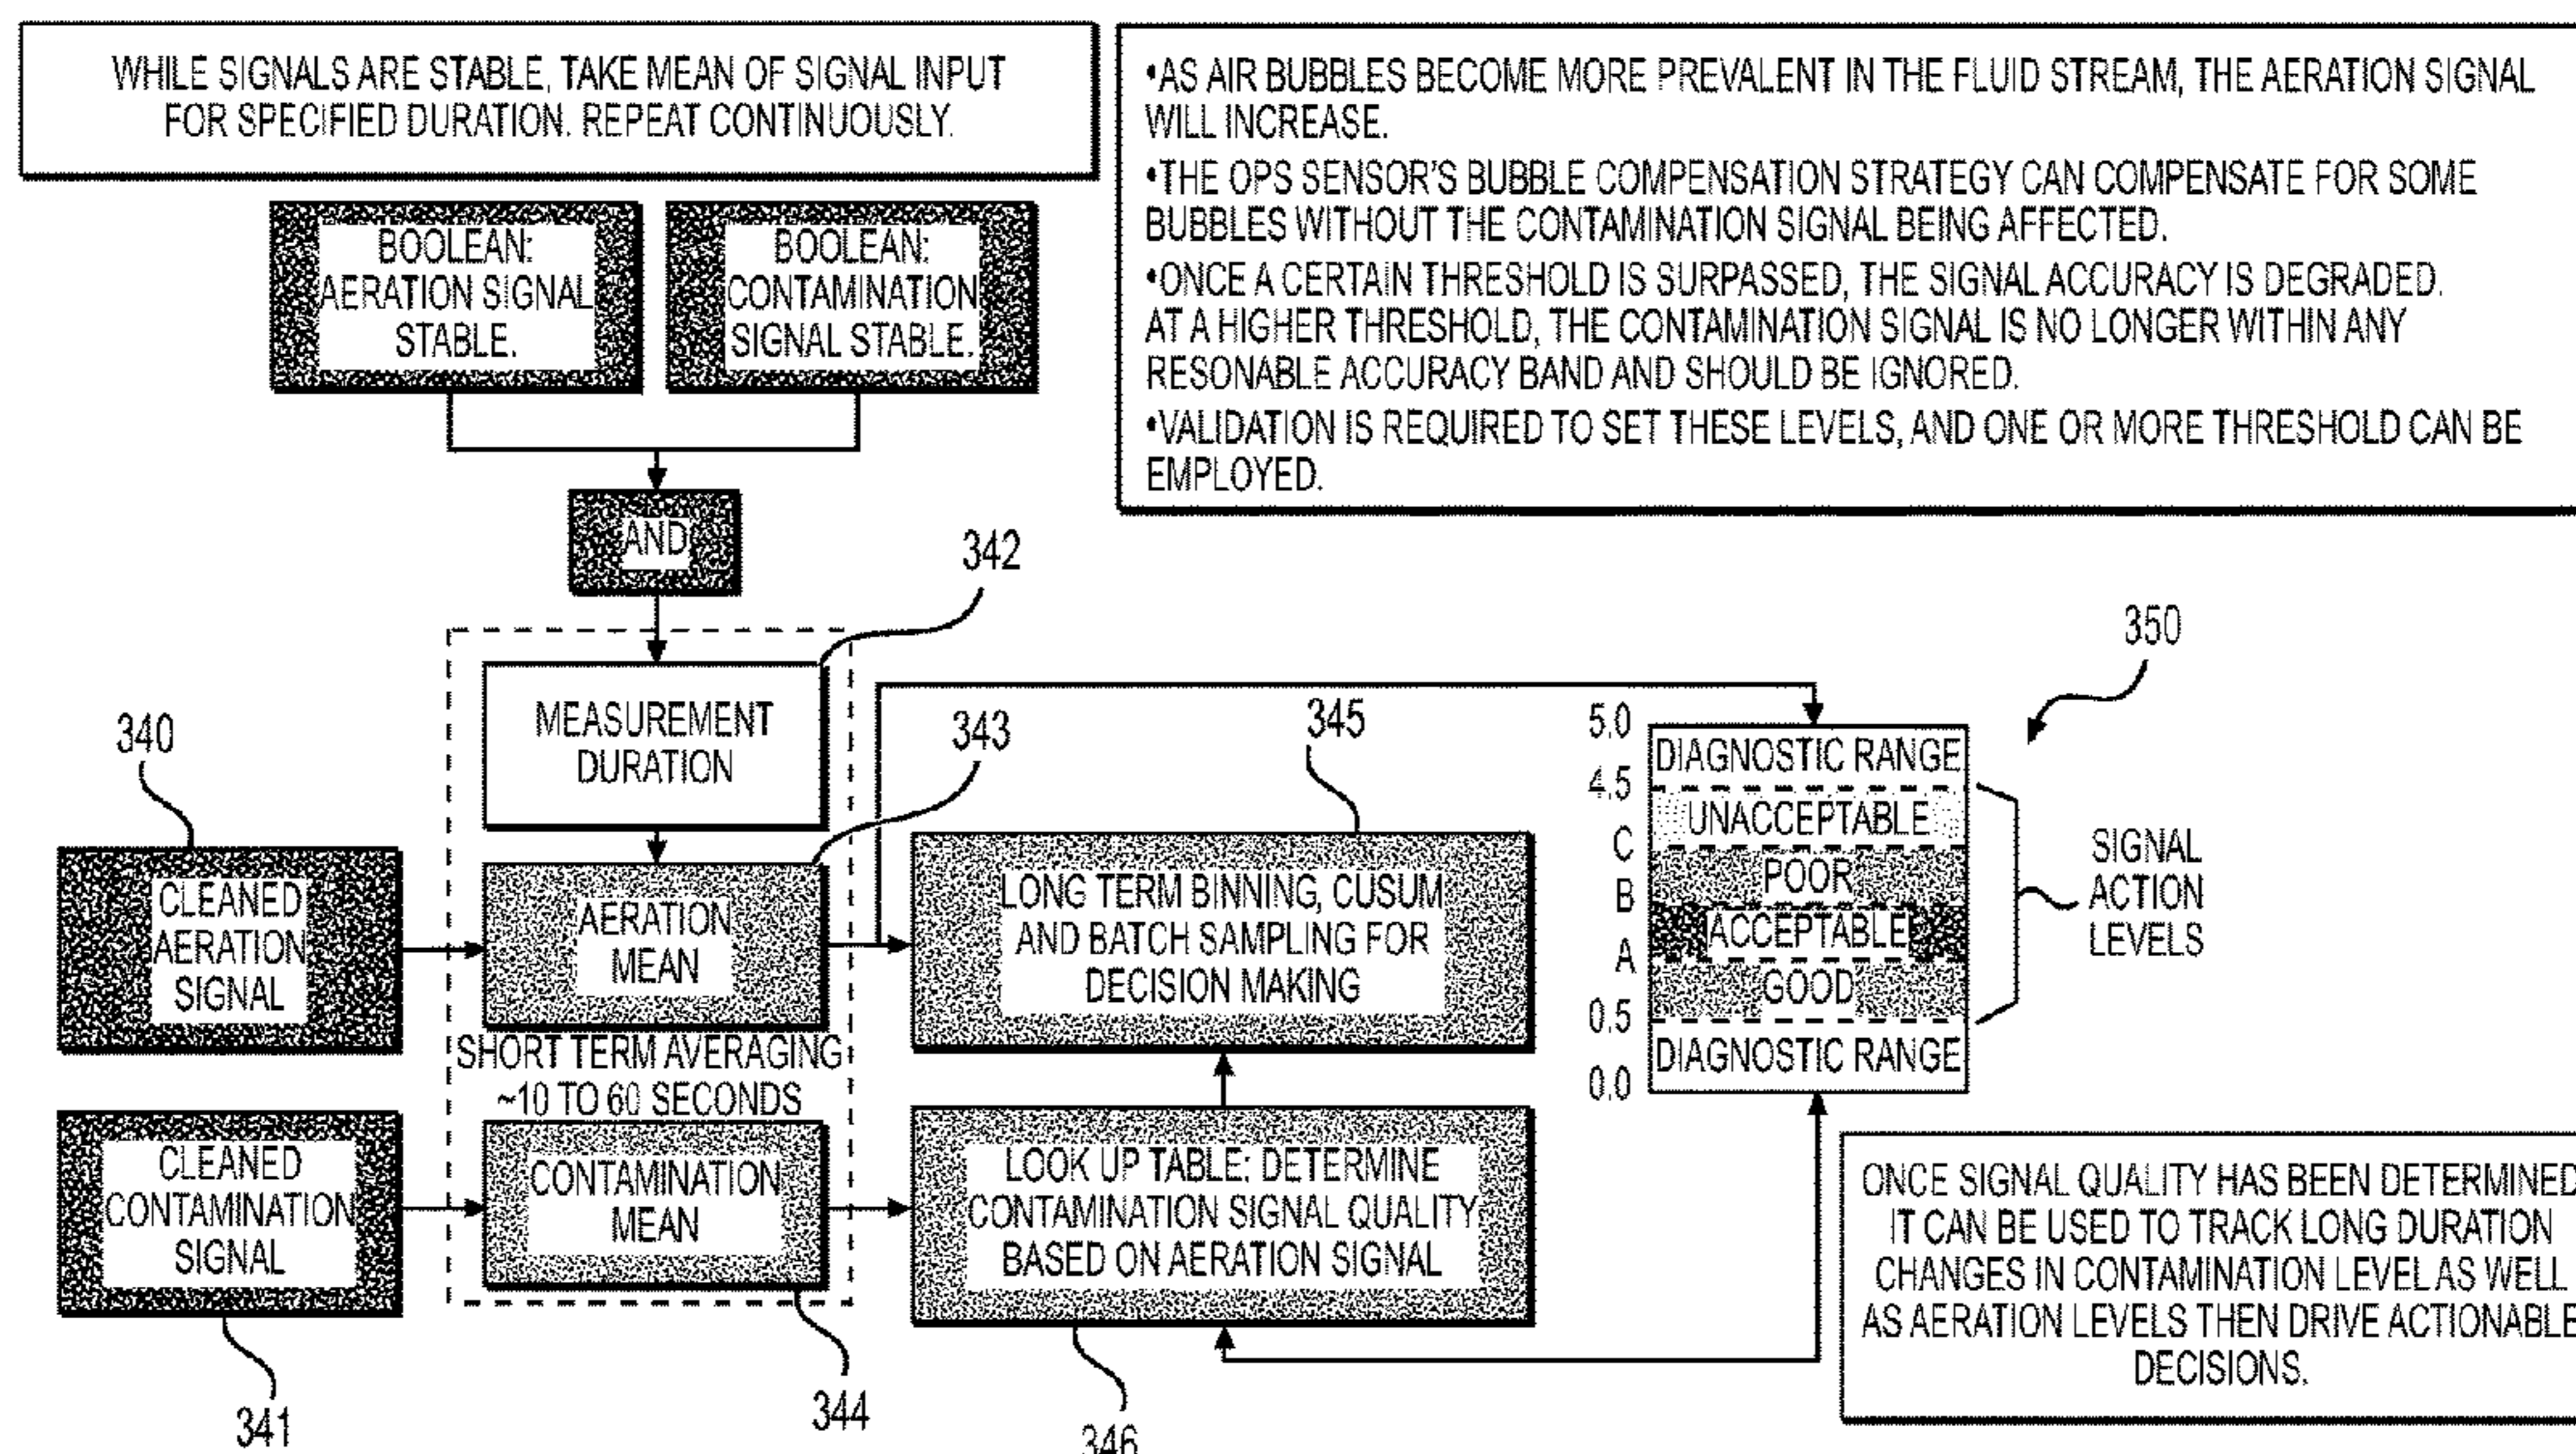 WHILE SIGNALS ARE STABLE, TAKE MEAN OF SIGNAL INPUT
FOR SPECIFIED DURATION. REPEAT CONTINUOUSLY.
•AS AIR BUBBLES BECOME MORE PREVALENT IN THE FLUID STREAM, THE AERATION SIGNAL
WILL INCREASE.
•THE OPS SENSOR'S BUBBLE COMPENSATION STRATEGY CAN COMPENSATE FOR SOME
BUBBLES WITHOUT THE CONTAMINATION SIGNAL BEING AFFECTED.
•ONCE A CERTAIN THRESHOLD IS SURPASSED, THE SIGNAL ACCURACY IS DEGRADED.
AT A HIGHER THRESHOLD, THE CONTAMINATION SIGNAL IS NO LONGER WITHIN ANY
RESONABLE ACCURACY BAND AND SHOULD BE IGNORED.
•VALIDATION IS REQUIRED TO SET THESE LEVELS, AND ONE OR MORE THRESHOLD CAN BE
EMPLOYED.
BOOLEAN:
AERATION SIGNAL
STABLE.
BOOLEAN:
CONTAMINATION
SIGNAL STABLE.
AND
342
MEASUREMENT
DURATION
343
340
CLEANED
AERATION
SIGNAL
AERATION
MEAN
SHORT TERM AVERAGING
~10 TO 60 SECONDS
345
LONG TERM BINNING, CUSUM
AND BATCH SAMPLING FOR
DECISION MAKING
350
5.0
DIAGNOSTIC RANGE
4.5
UNACCEPTABLE
C
POOR
B
ACCEPTABLE
A
GOOD
0.5
DIAGNOSTIC RANGE
0.0
SIGNAL
ACTION
LEVELS
CLEANED
CONTAMINATION
SIGNAL
341
CONTAMINATION
MEAN
344
LOOK UP TABLE; DETERMINE
CONTAMINATION SIGNAL QUALITY
BASED ON AERATION SIGNAL
346
ONCE SIGNAL QUALITY HAS BEEN DETERMINED
IT CAN BE USED TO TRACK LONG DURATION
CHANGES IN CONTAMINATION LEVEL AS WELL
AS AERATION LEVELS THEN DRIVE ACTIONABLE
DECISIONS.